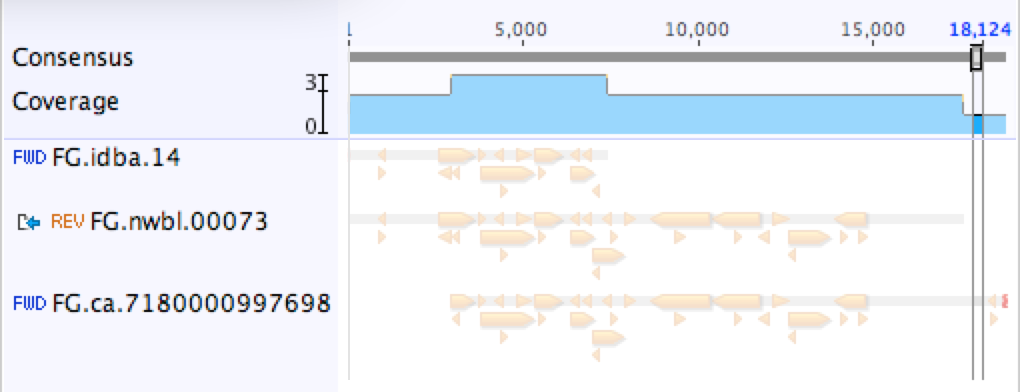 1 5,000 10,000 15,000 18,124
Consensus
3
Coverage
0
FWD FG.idba.14
REV FG.nwbl.00073
FWD FG.ca.7180000997698